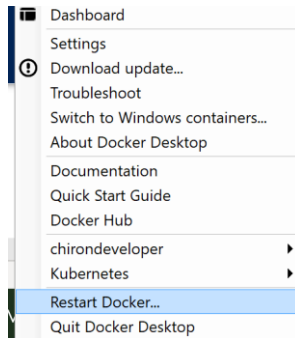 Dashboard
Settings
Download update...
Troubleshoot
Switch to Windows containers...
About Docker Desktop
Documentation
Quick Start Guide
Docker Hub
chirondeveloper
Kubernetes
Restart Docker...
Quit Docker Desktop